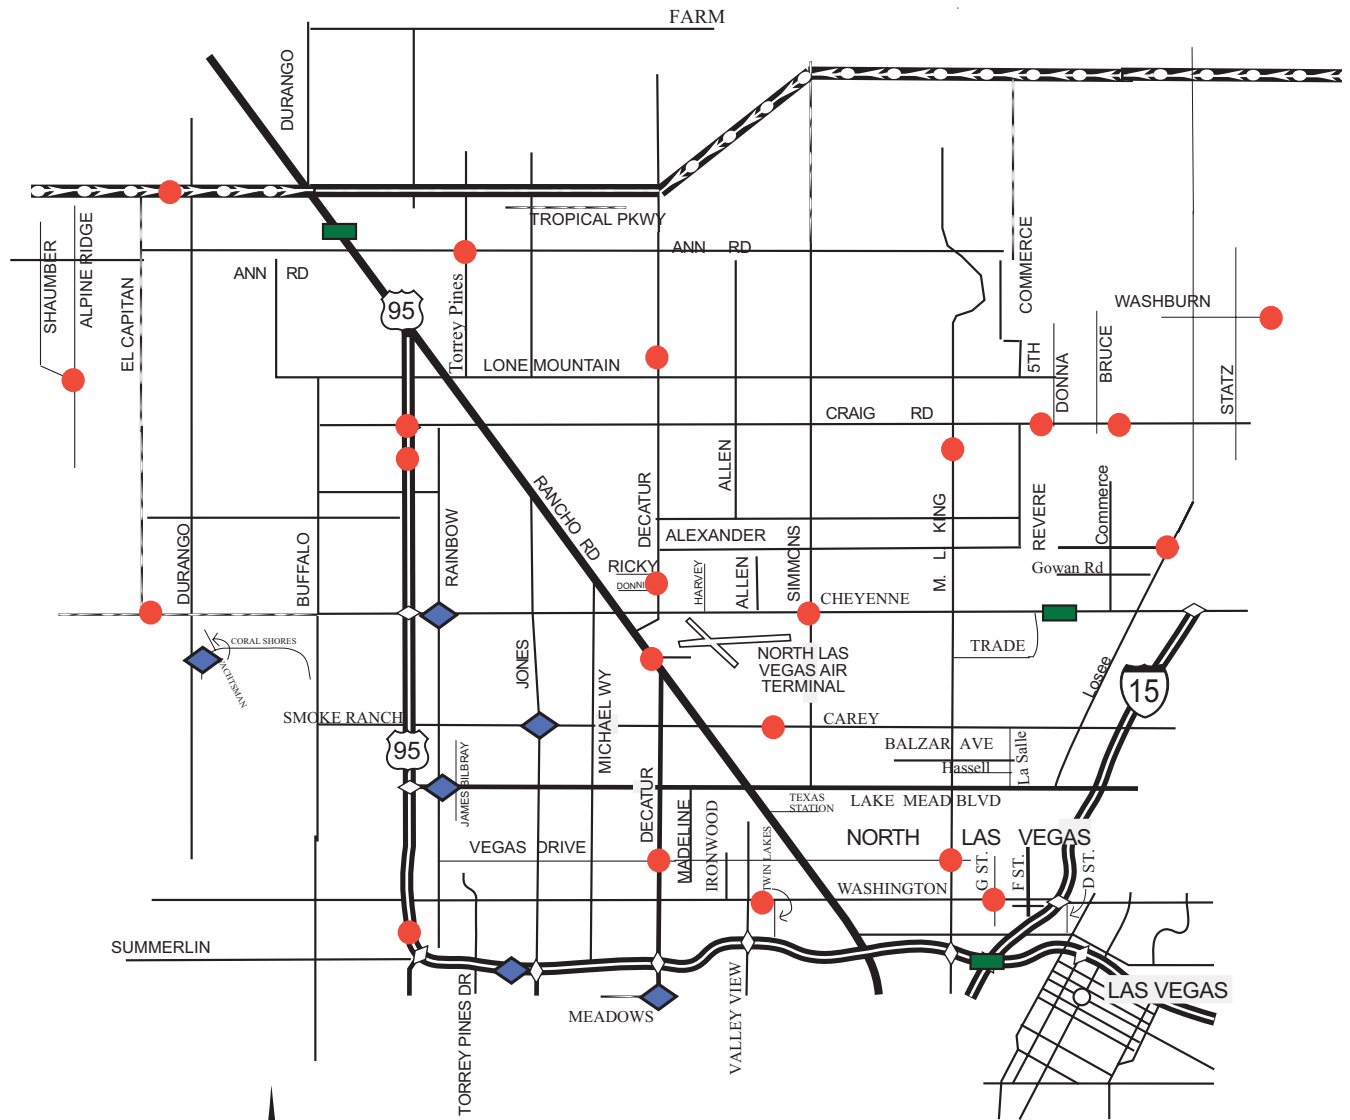 FARM
DURANGO
TROPICAL PKWY
ANN RD
ANN RD
SHAUMBER
ALPINE RIDGE
EL CAPITAN
95
Torrey Pines
COMMERCE
WASHBURN
LONE MOUNTAIN
5TH
DONNA
BRUCE
STATZ
CRAIG RD
ALLEN
DECATUR
RANCHO RD
M. L KING
REVERE
Commerce
DURANGO
BUFFALO
RAINBOW
ALEXANDER
SIMMONS
RICKY
DONNIE
HARVEY
ALLEN
Gowan Rd
CHEYENNE
CORAL SHORES
YACHTSMAN
JONES
MICHAEL WY
NORTH LAS
VEGAS AIR
TERMINAL
TRADE
Losee
15
SMOKE RANCH
CAREY
95
JAMES BILBRAY
BALZAR AVE
Hassell
La Salle
DECATUR
MADELINE
IRONWOOD
TEXAS
STATION
LAKE MEAD BLVD
TWIN LAKES
VEGAS DRIVE
NORTH LAS VEGAS
G ST.
F ST.
D ST.
WASHINGTON
SUMMERLIN
TORREY PINES DR
MEADOWS
VALLEY VIEW
LAS VEGAS